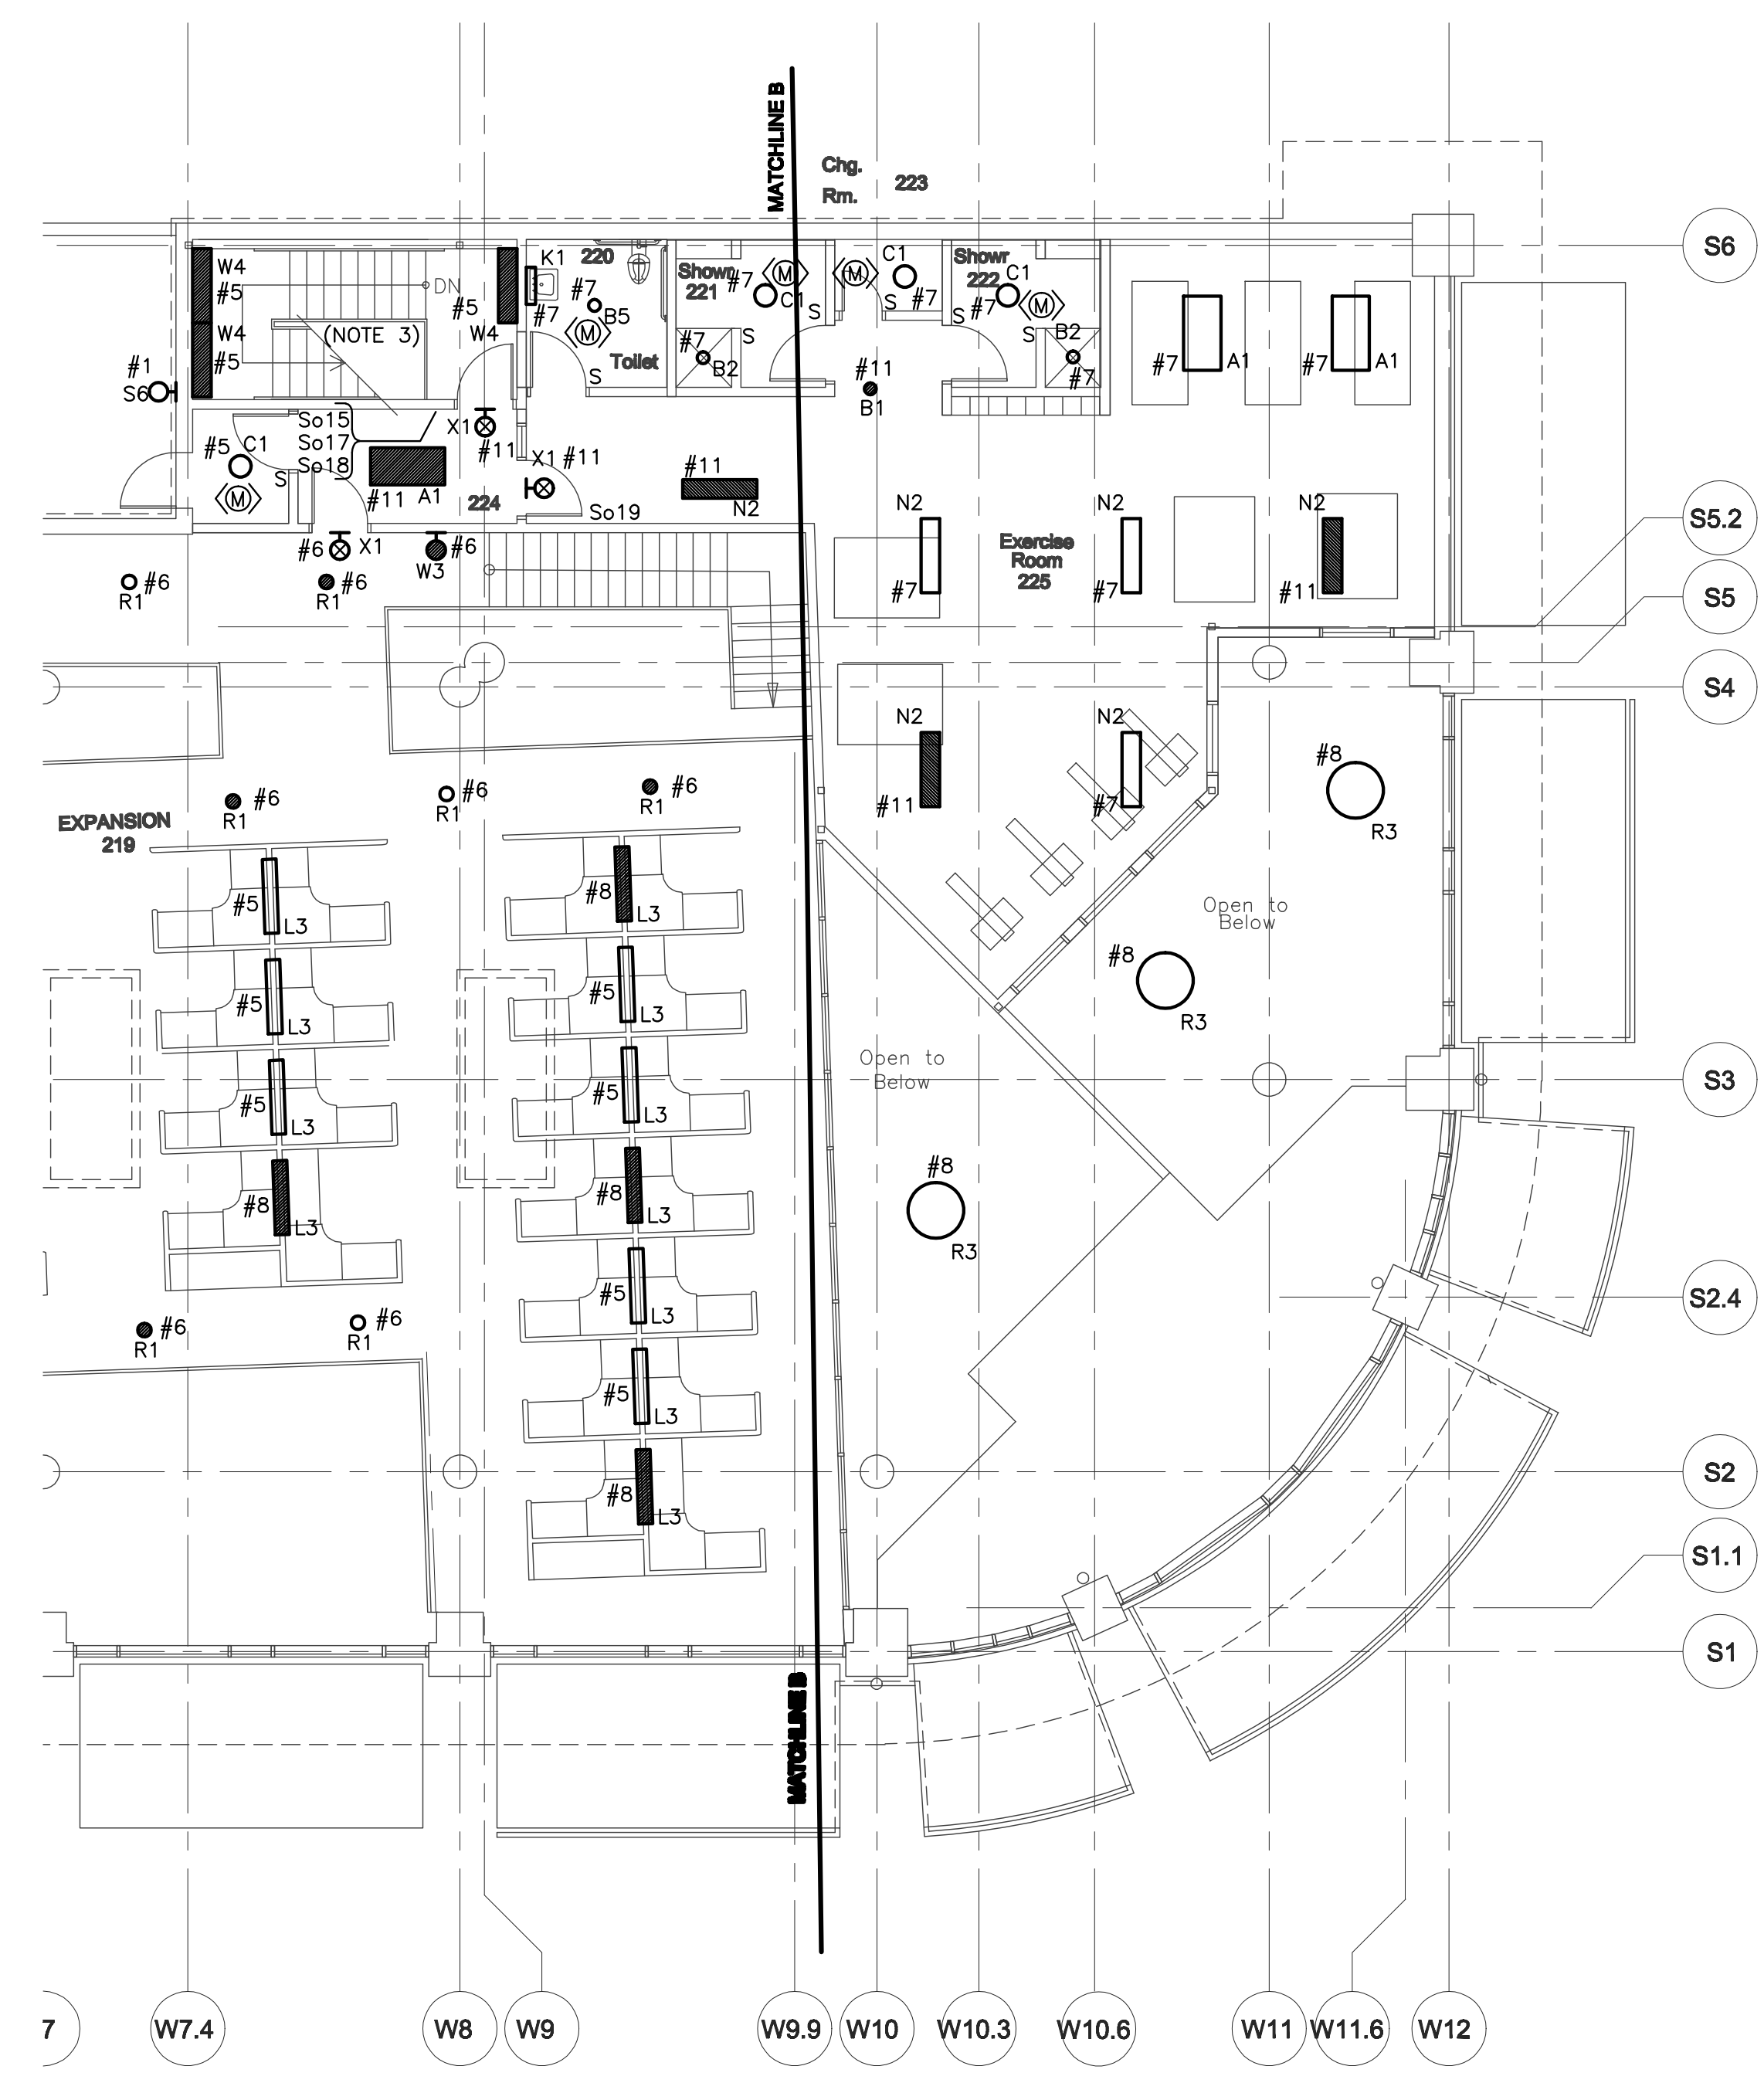 MATCHLINE B
Chg.
Rm.
223
S6
W4
#5
W4
#5
DN
(NOTE 3)
#5
W4
K1
#7
220
#7
B5
M
Toilet
S
Showr
221
#7
M
C1
S
#7
B2
S
M
C1
#7
S
Showr
222
C1
#7
M
S
S
B2
#7
#7
A1
#7
A1
#1
S6
#11
B1
So15
So17
So18
X1
#11
#5
C1
S
M
#11
A1
224
X1
#11
So19
#11
N2
N2
#7
N2
#7
N2
#11
Exercise
Room
225
S5.2
#6
X1
#6
W3
#6
R1
#6
R1
S5
S4
N2
#11
N2
#7
#8
R3
EXPANSION
219
#6
R1
#6
R1
#6
R1
#5
L3
#8
L3
Open to
Below
#5
L3
#5
L3
#8
R3
#5
L3
#5
L3
Open to
Below
S3
#8
L3
#8
L3
#8
R3
#5
L3
S2.4
#6
R1
#6
R1
#5
L3
#8
L3
S2
S1.1
S1
MATCHLINE B
7
W7.4
W8
W9
W9.9
W10
W10.3
W10.6
W11
W11.6
W12